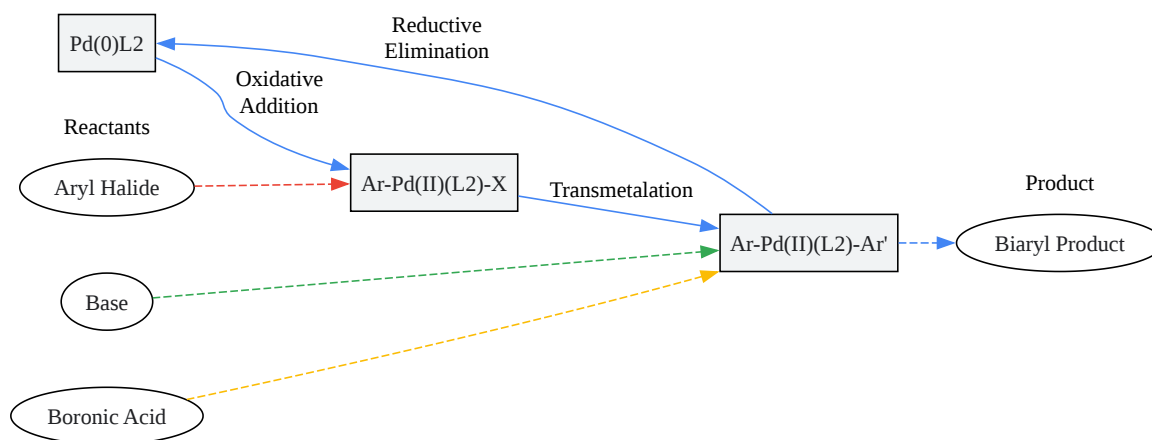 Pd(0)L2
Reductive
Elimination
Oxidative
Addition
Reactants
Aryl Halide
Ar-Pd(II)(L2)-X
Transmetalation
Product
Ar-Pd(II)(L2)-Ar'
Biaryl Product
Base
Boronic Acid